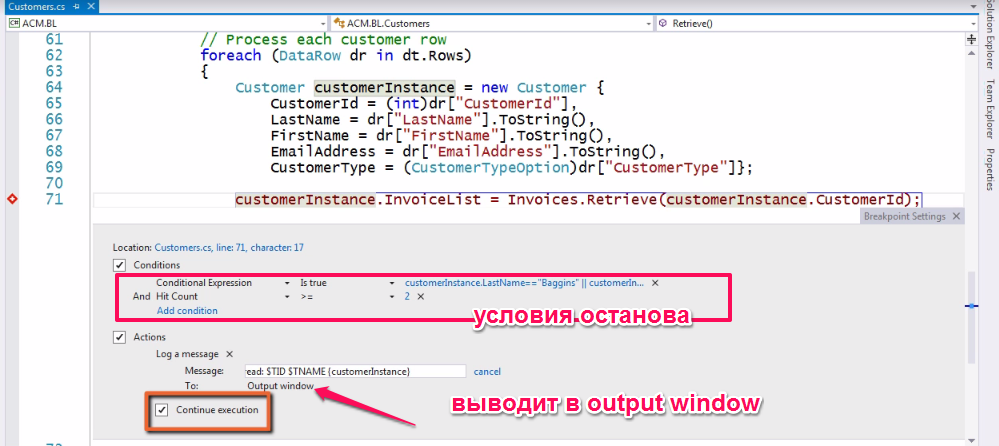 Customers.cs
ACM.BL
ACM.BL.Customers
Retrieve()
61 // Process each customer row
62 foreach (DataRow dr in dt.Rows)
63 {
64 Customer customerInstance = new Customer {
65 CustomerId = (int)dr["CustomerId"],
66 LastName = dr["LastName"].ToString(),
67 FirstName = dr["FirstName"].ToString(),
68 EmailAddress = dr["EmailAddress"].ToString(),
69 CustomerType = (CustomerTypeOption)dr["CustomerType"]};
70
71 customerInstance.InvoiceList = Invoices.Retrieve(customerInstance.CustomerId);
Breakpoint Settings
Location: Customers.cs, line: 71, character: 17
Conditions
Conditional Expression Is true customerInstance.LastName=="Baggins" || customerIn...
And Hit Count >= 2
Add condition
условия останова
Actions
Log a message
Message: read: $TID $TNAME {customerInstance} cancel
To: Output window
Continue execution
выводит в output window
Solution Explorer
Team Explorer
Properties